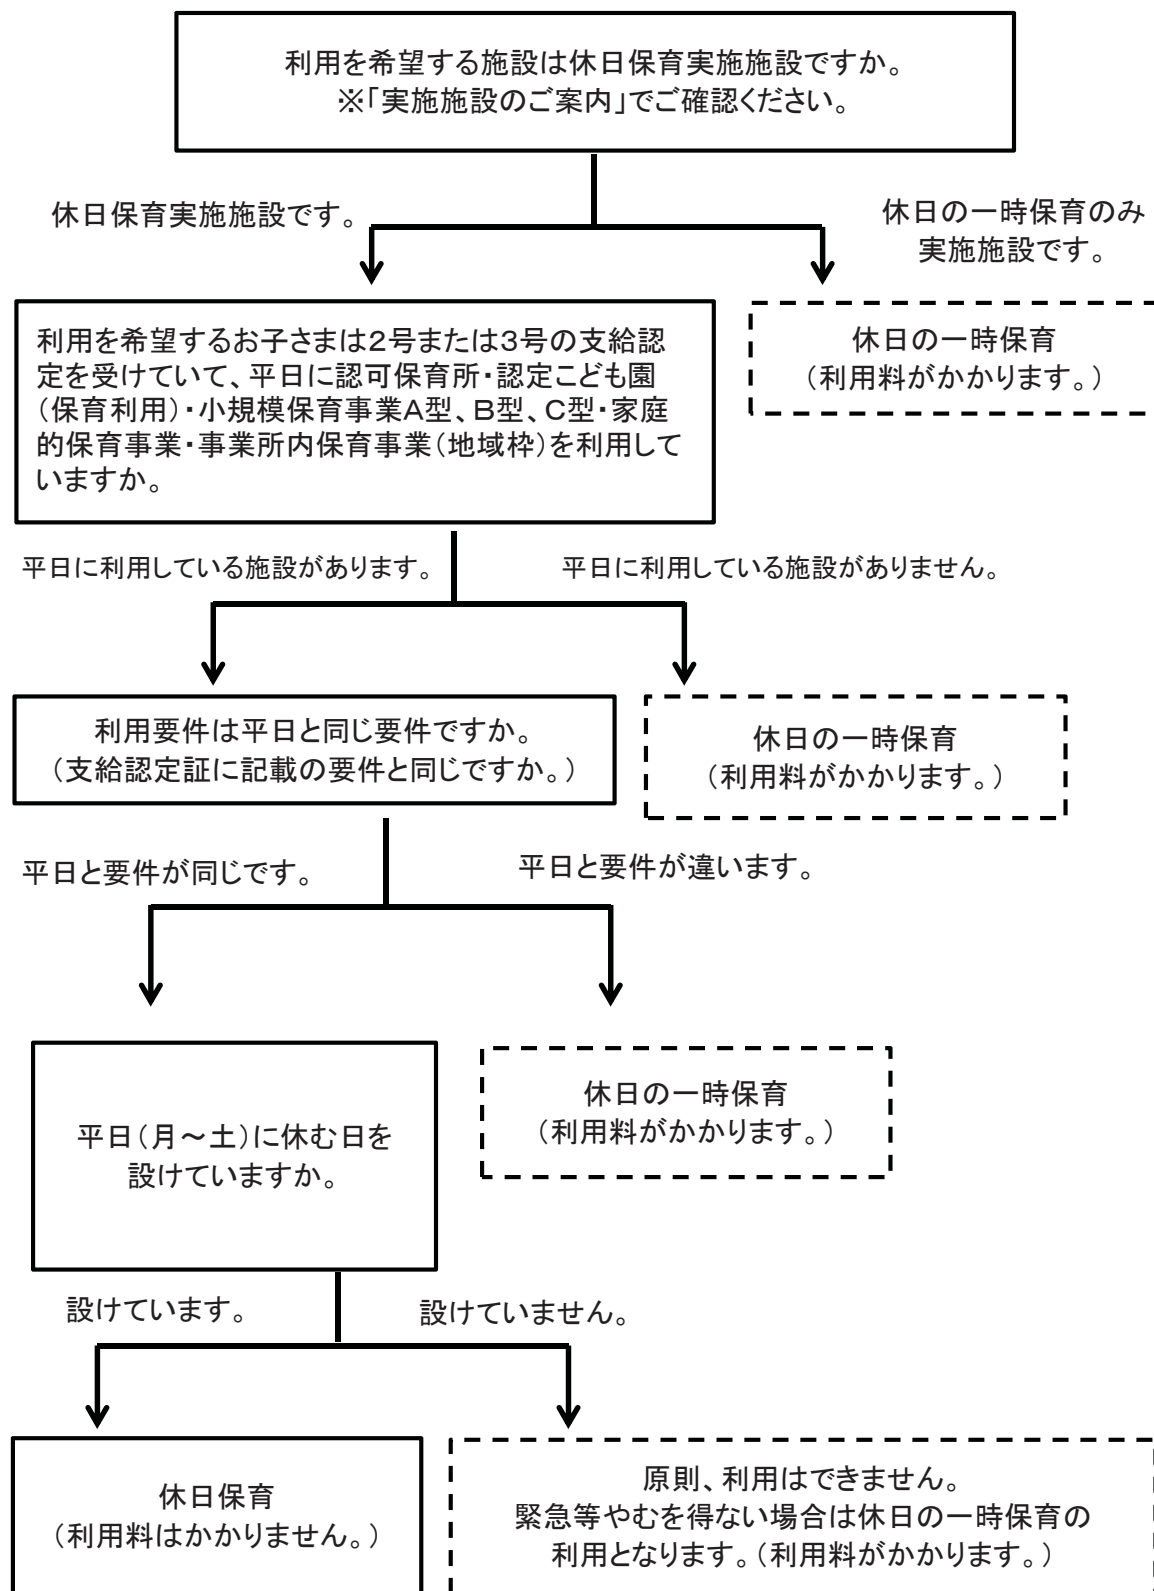 利用を希望する施設は休日保育実施施設ですか。
※「実施施設のご案内」でご確認ください。
休日保育実施施設です。
休日の一時保育のみ
実施施設です。
利用を希望するお子さまは2号または3号の支給認
定を受けていて、平日に認可保育所・認定こども園
(保育利用)・小規模保育事業A型、B型、C型・家庭
的保育事業・事業所内保育事業(地域枠)を利用して
いますか。
休日の一時保育
(利用料がかかります。)
平日に利用している施設があります。
平日に利用している施設がありません。
利用要件は平日と同じ要件ですか。
(支給認定証に記載の要件と同じですか。)
休日の一時保育
(利用料がかかります。)
平日と要件が同じです。
平日と要件が違います。
平日(月～土)に休む日を
設けていますか。
休日の一時保育
(利用料がかかります。)
設けています。
設けていません。
休日保育
(利用料はかかりません。)
原則、利用はできません。
緊急等やむを得ない場合は休日の一時保育の
利用となります。(利用料がかかります。)